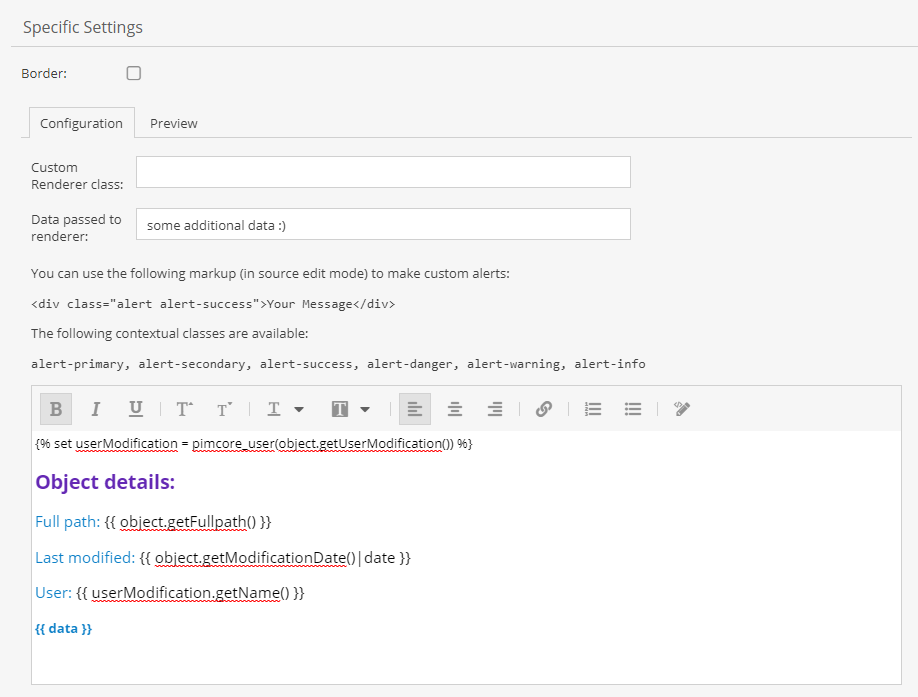 Specific Settings
Border:
Configuration
Preview
Custom
Renderer class:
Data passed to
renderer:
some additional data :)
You can use the following markup (in source edit mode) to make custom alerts:
<div class="alert alert-success">Your Message</div>
The following contextual classes are available:
alert-primary, alert-secondary, alert-success, alert-danger, alert-warning, alert-info
{% set userModification = pimcore_user(object.getUserModification()) %}
Object details:
Full path: {{ object.getFullpath() }}
Last modified: {{ object.getModificationDate()|date }}
User: {{ userModification.getName() }}
{{ data }}